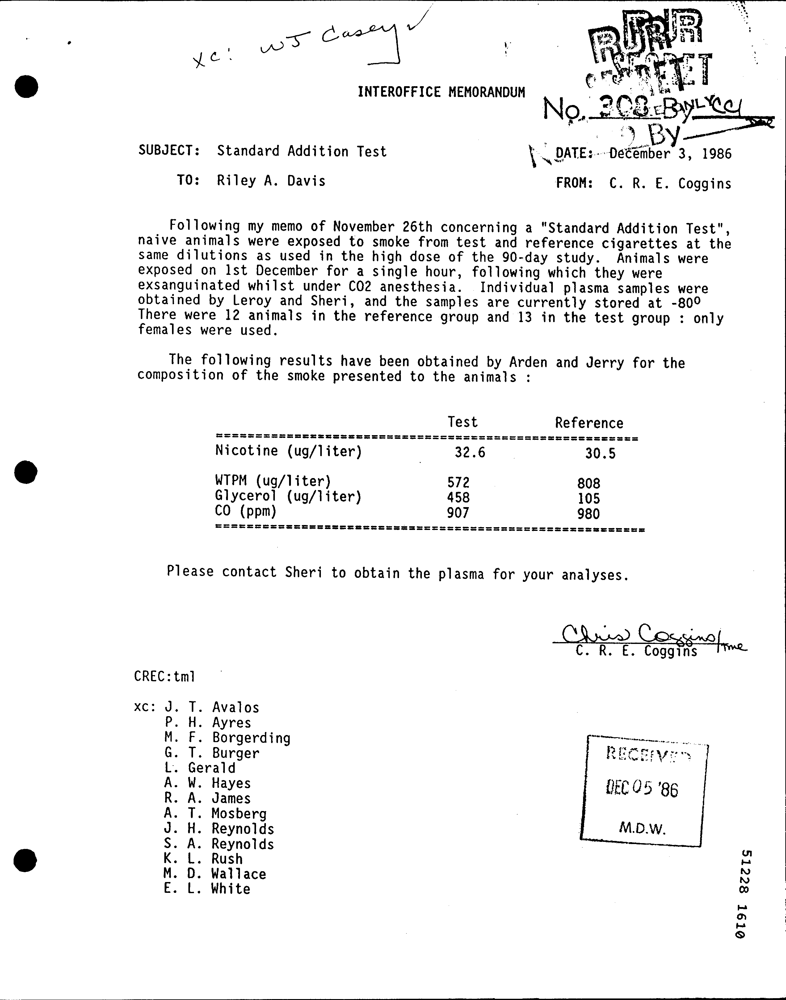 xc: WJ Casey
RJR
SECRET
No. 308
By
INTEROFFICE MEMORANDUM
SUBJECT: Standard Addition Test
DATE: December 3, 1986
TO: Riley A. Davis
FROM: C. R. E. Coggins
Following my memo of November 26th concerning a "Standard Addition Test",
naive animals were exposed to smoke from test and reference cigarettes at the
same dilutions as used in the high dose of the 90-day study. Animals were
exposed on 1st December for a single hour, following which they were
exsanguinated whilst under CO2 anesthesia. Individual plasma samples were
obtained by Leroy and Sheri, and the samples are currently stored at -80º
There were 12 animals in the reference group and 13 in the test group : only
females were used.
The following results have been obtained by Arden and Jerry for the
composition of the smoke presented to the animals :
Test Reference
Nicotine (ug/liter) 32.6 30.5
WTPM (ug/liter) 572 808
Glycerol (ug/liter) 458 105
CO (ppm) 907 980
Please contact Sheri to obtain the plasma for your analyses.
Chris Coggins/tme
C. R. E. Coggins
CREC:tml
xc: J. T. Avalos
P. H. Ayres
M. F. Borgerding
G. T. Burger
L. Gerald
A. W. Hayes
R. A. James
A. T. Mosberg
J. H. Reynolds
S. A. Reynolds
K. L. Rush
M. D. Wallace
E. L. White
RECEIVED
DEC 05 '86
M.D.W.
51228 1610